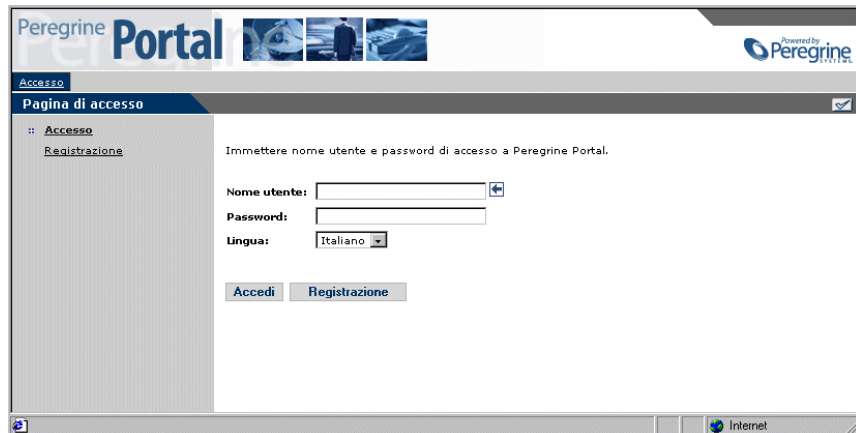 Peregrine Portal
Powered by
Peregrine
SYSTEMS
Accesso
Pagina di accesso
Accesso
Registrazione
Immettere nome utente e password di accesso a Peregrine Portal.
Nome utente:
Password:
Lingua: Italiano
Accedi Registrazione
Internet